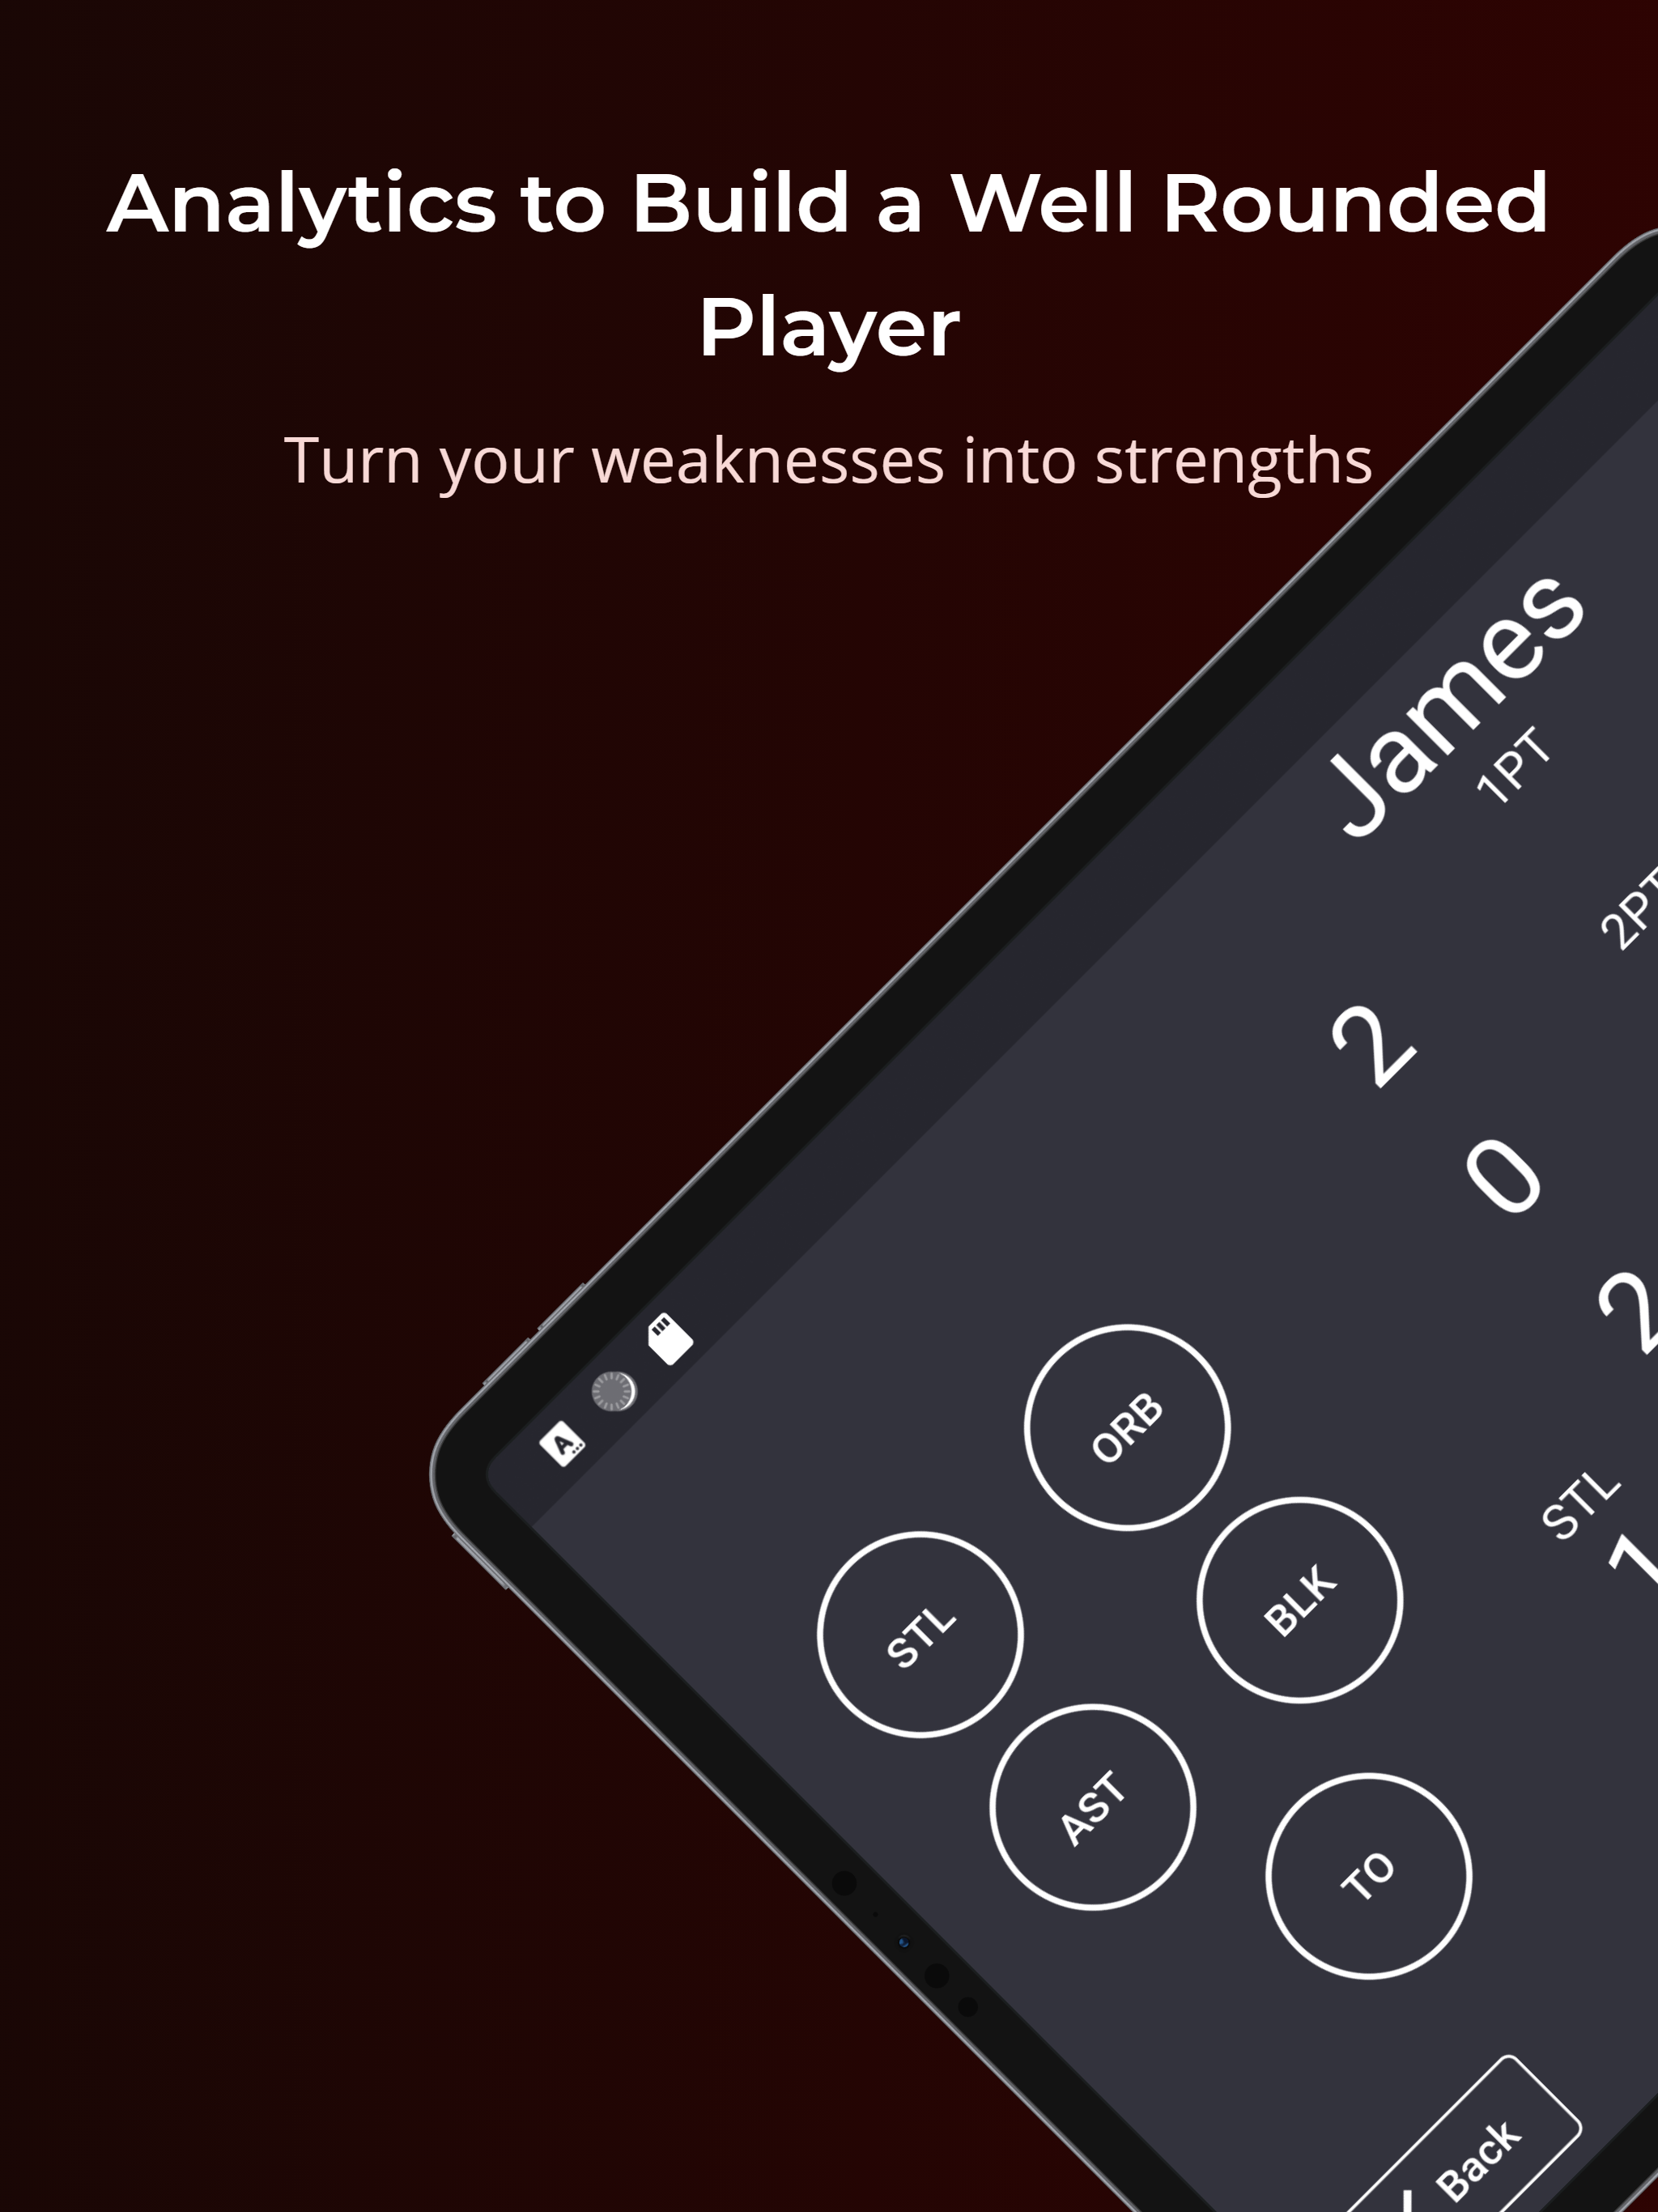 Analytics to Build a Well Rounded
Player
Turn your weaknesses into strengths
James
1PT
2PT
2
0
2
ORB
STL
BLK
STL
1
AST
TO
Back
A